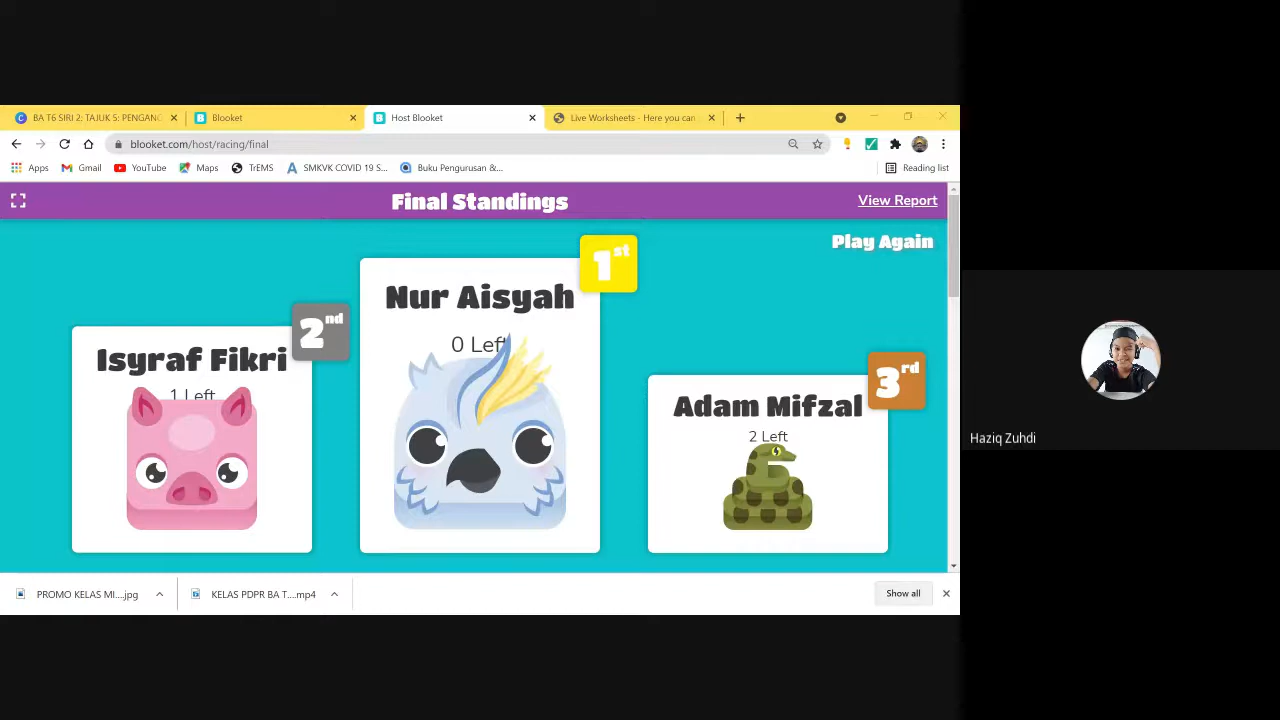 BA T6 SIRI 2: TAJUK 5: PENGANG
Blooket
Host Blooket
Live Worksheets - Here you can
blooket.com/host/racing/final
Apps
Gmail
YouTube
Maps
TrEMS
SMKVK COVID 19 S...
Buku Pengurusan &...
Reading list
Final Standings
View Report
Play Again
1st
Nur Aisyah
0 Left
2nd
Isyraf Fikri
1 Left
3rd
Adam Mifzal
2 Left
Haziq Zuhdi
PROMO KELAS MI....jpg
KELAS PDPR BA T....mp4
Show all